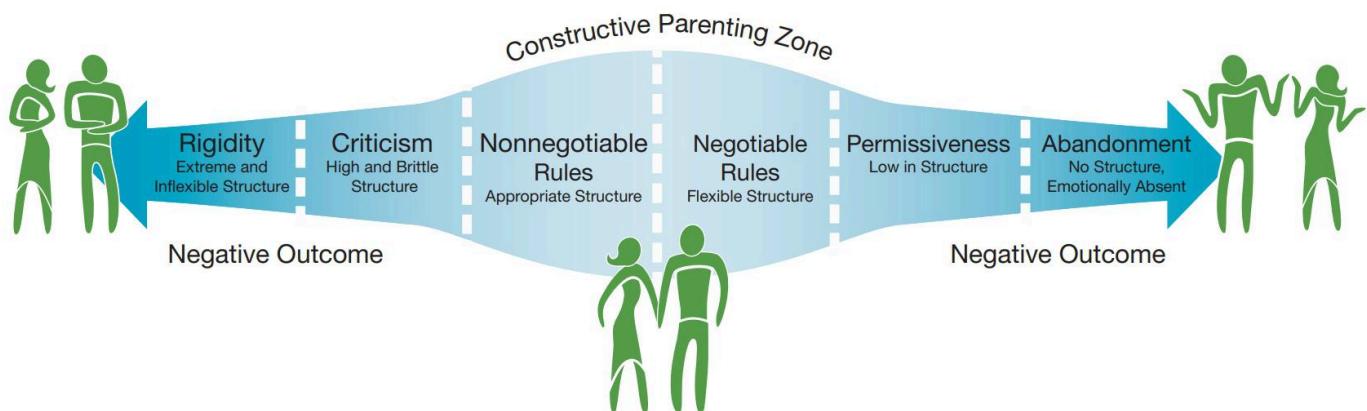 Constructive Parenting Zone
Rigidity
Extreme and
Inflexible Structure
Criticism
High and Brittle
Structure
Nonnegotiable
Rules
Appropriate Structure
Negotiable
Rules
Flexible Structure
Permissiveness
Low in Structure
Abandonment
No Structure,
Emotionally Absent
Negative Outcome
Negative Outcome